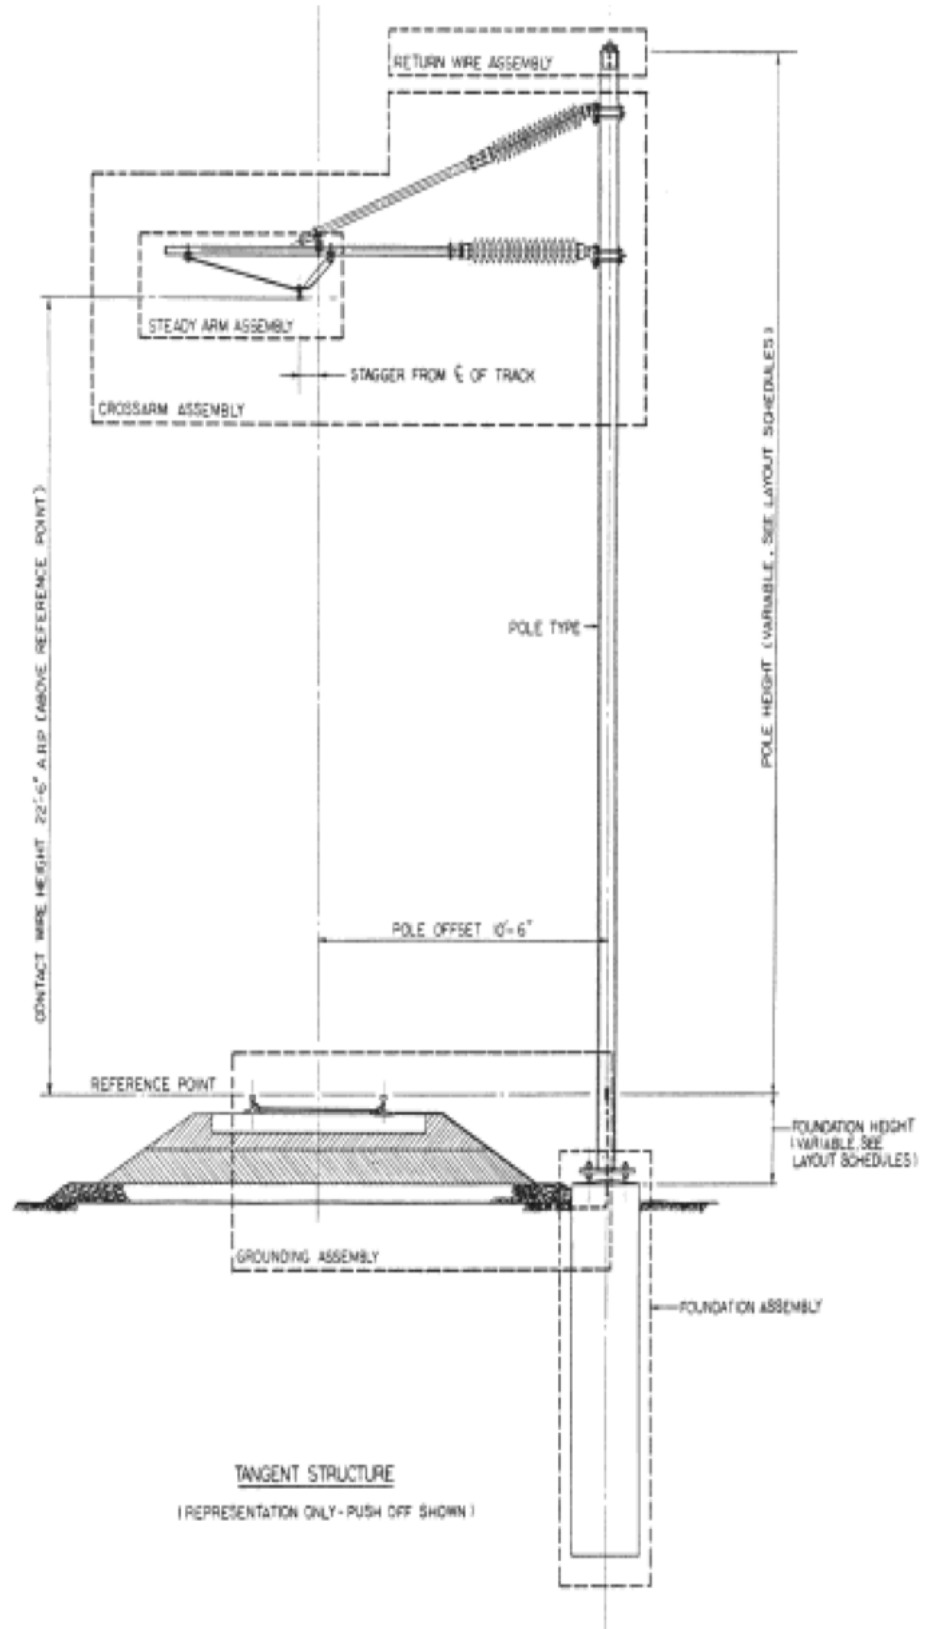 RETURN WIRE ASSEMBLY
STEADY ARM ASSEMBLY
STAGGER FROM ℄ OF TRACK
CROSSARM ASSEMBLY
POLE HEIGHT (VARIABLE, SEE LAYOUT SCHEDULES)
CONTACT WIRE HEIGHT 22'-6" ARP (ABOVE REFERENCE POINT)
POLE TYPE
POLE OFFSET 10'-6"
REFERENCE POINT
FOUNDATION HEIGHT
(VARIABLE, SEE
LAYOUT SCHEDULES)
GROUNDING ASSEMBLY
FOUNDATION ASSEMBLY
TANGENT STRUCTURE
(REPRESENTATION ONLY-PUSH OFF SHOWN)